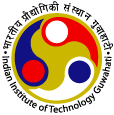 भारतीय प्रौद्योगिकी संस्थान गुवाहाटी
Indian Institute of Technology Guwahati